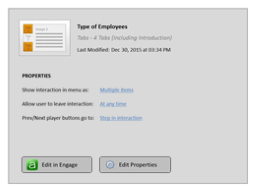 Type of Employees
Tabs--4 Tabs (Including Introduction)
Last Modified: Dec 30, 2015 at 03:34 PM
PROPERTIES
Show interaction in menu as: Multiple items
Allow user to leave interaction: At any time
Prev/Next player buttons go to: Step in interaction
Edit in Engage
Edit Properties